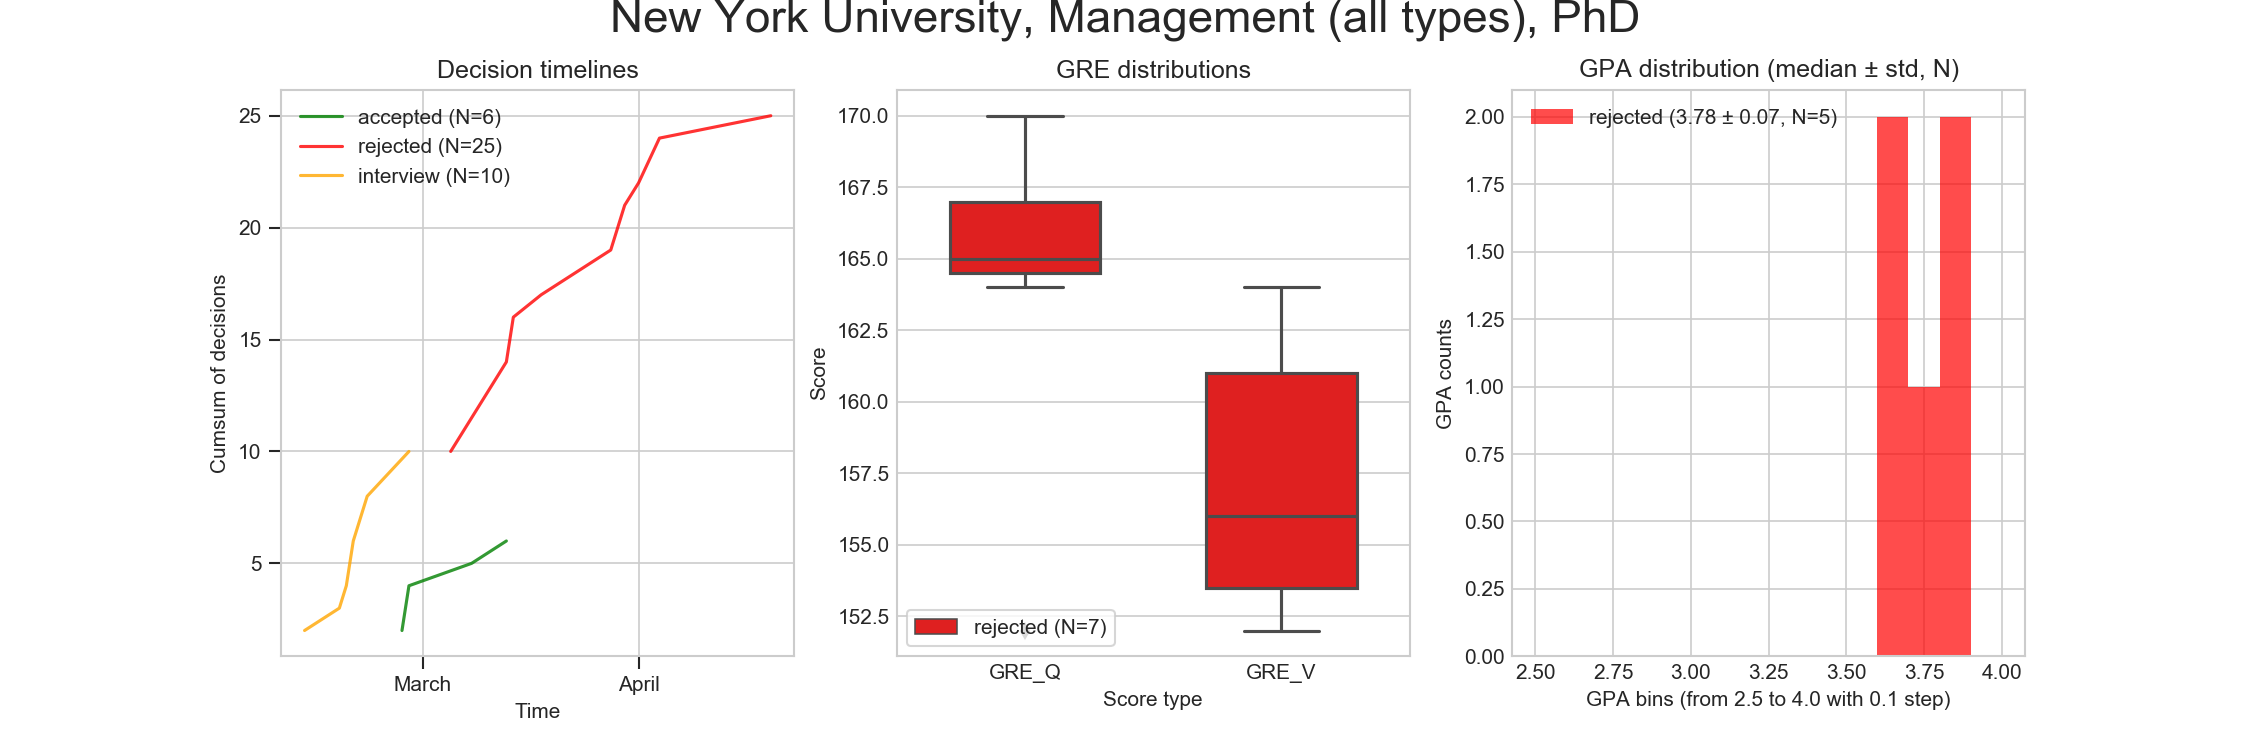 New York University, Management (all types), PhD
Decision timelines
accepted (N=6)
rejected (N=25)
interview (N=10)
25
20
15
10
5
Cumsum of decisions
March
April
Time
GRE distributions
170.0
167.5
165.0
162.5
160.0
157.5
155.0
152.5
Score
rejected (N=7)
GRE_Q
GRE_V
Score type
GPA distribution (median ± std, N)
rejected (3.78 ± 0.07, N=5)
2.00
1.75
1.50
1.25
1.00
0.75
0.50
0.25
0.00
GPA counts
2.50 2.75 3.00 3.25 3.50 3.75 4.00
GPA bins (from 2.5 to 4.0 with 0.1 step)